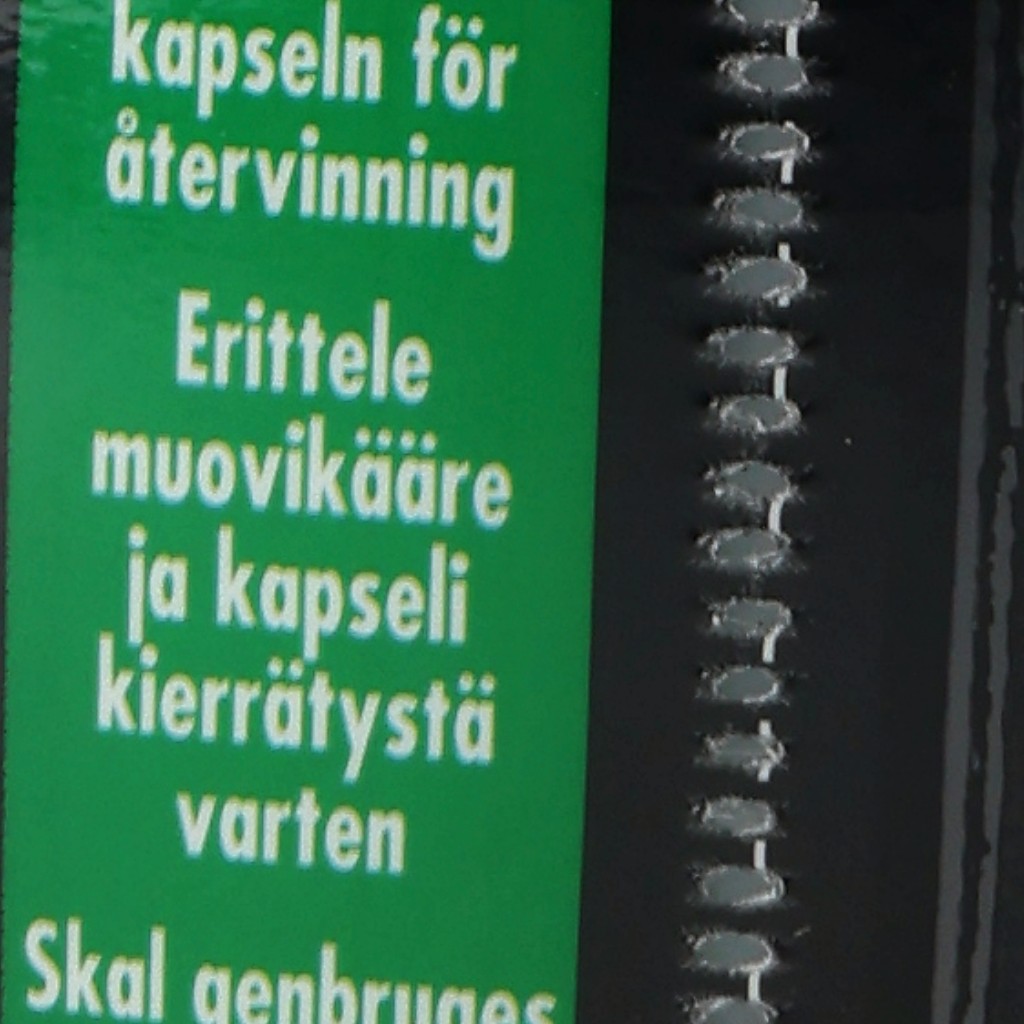 kapseln för
återvinning
Erittele
muovikääre
ja kapseli
kierrätystä
varten
Skal genbruges